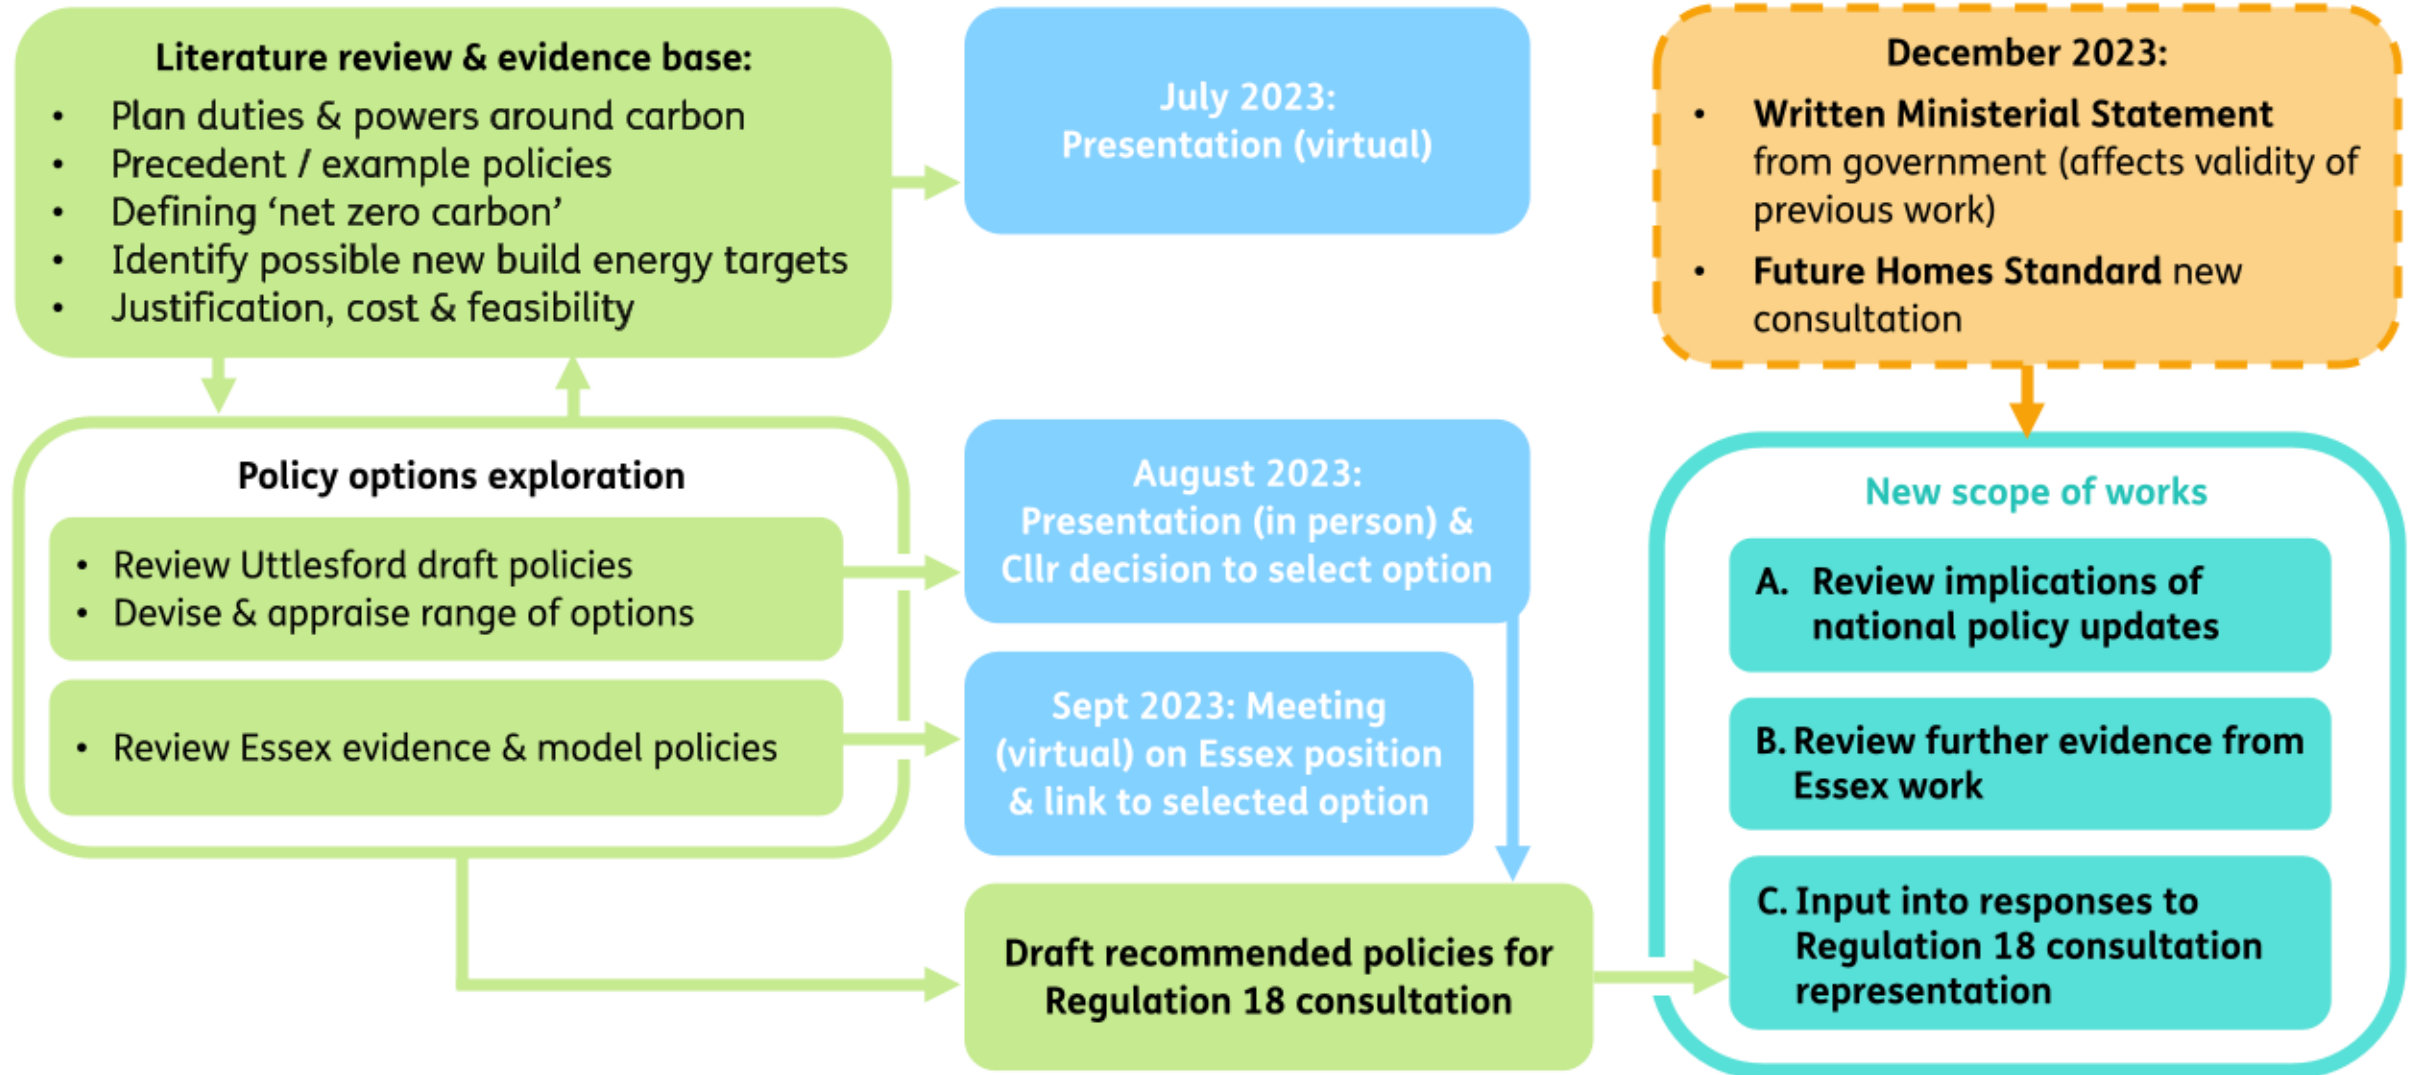 Literature review & evidence base:
• Plan duties & powers around carbon
• Precedent / example policies
• Defining ‘net zero carbon’
• Identify possible new build energy targets
• Justification, cost & feasibility
July 2023:
Presentation (virtual)
December 2023:
• Written Ministerial Statement
from government (affects validity of
previous work)
• Future Homes Standard new
consultation
Policy options exploration
• Review Uttlesford draft policies
• Devise & appraise range of options
• Review Essex evidence & model policies
August 2023:
Presentation (in person) &
Cllr decision to select option
Sept 2023: Meeting
(virtual) on Essex position
& link to selected option
Draft recommended policies for
Regulation 18 consultation
New scope of works
A. Review implications of
national policy updates
B. Review further evidence from
Essex work
C. Input into responses to
Regulation 18 consultation
representation